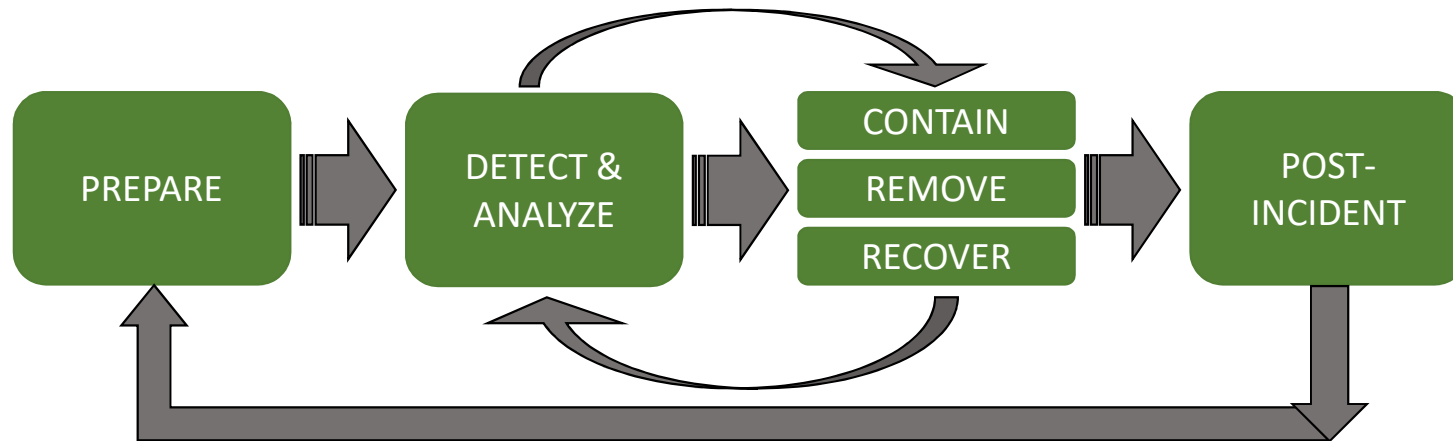 PREPARE
DETECT &
ANALYZE
CONTAIN
REMOVE
RECOVER
POST-
INCIDENT